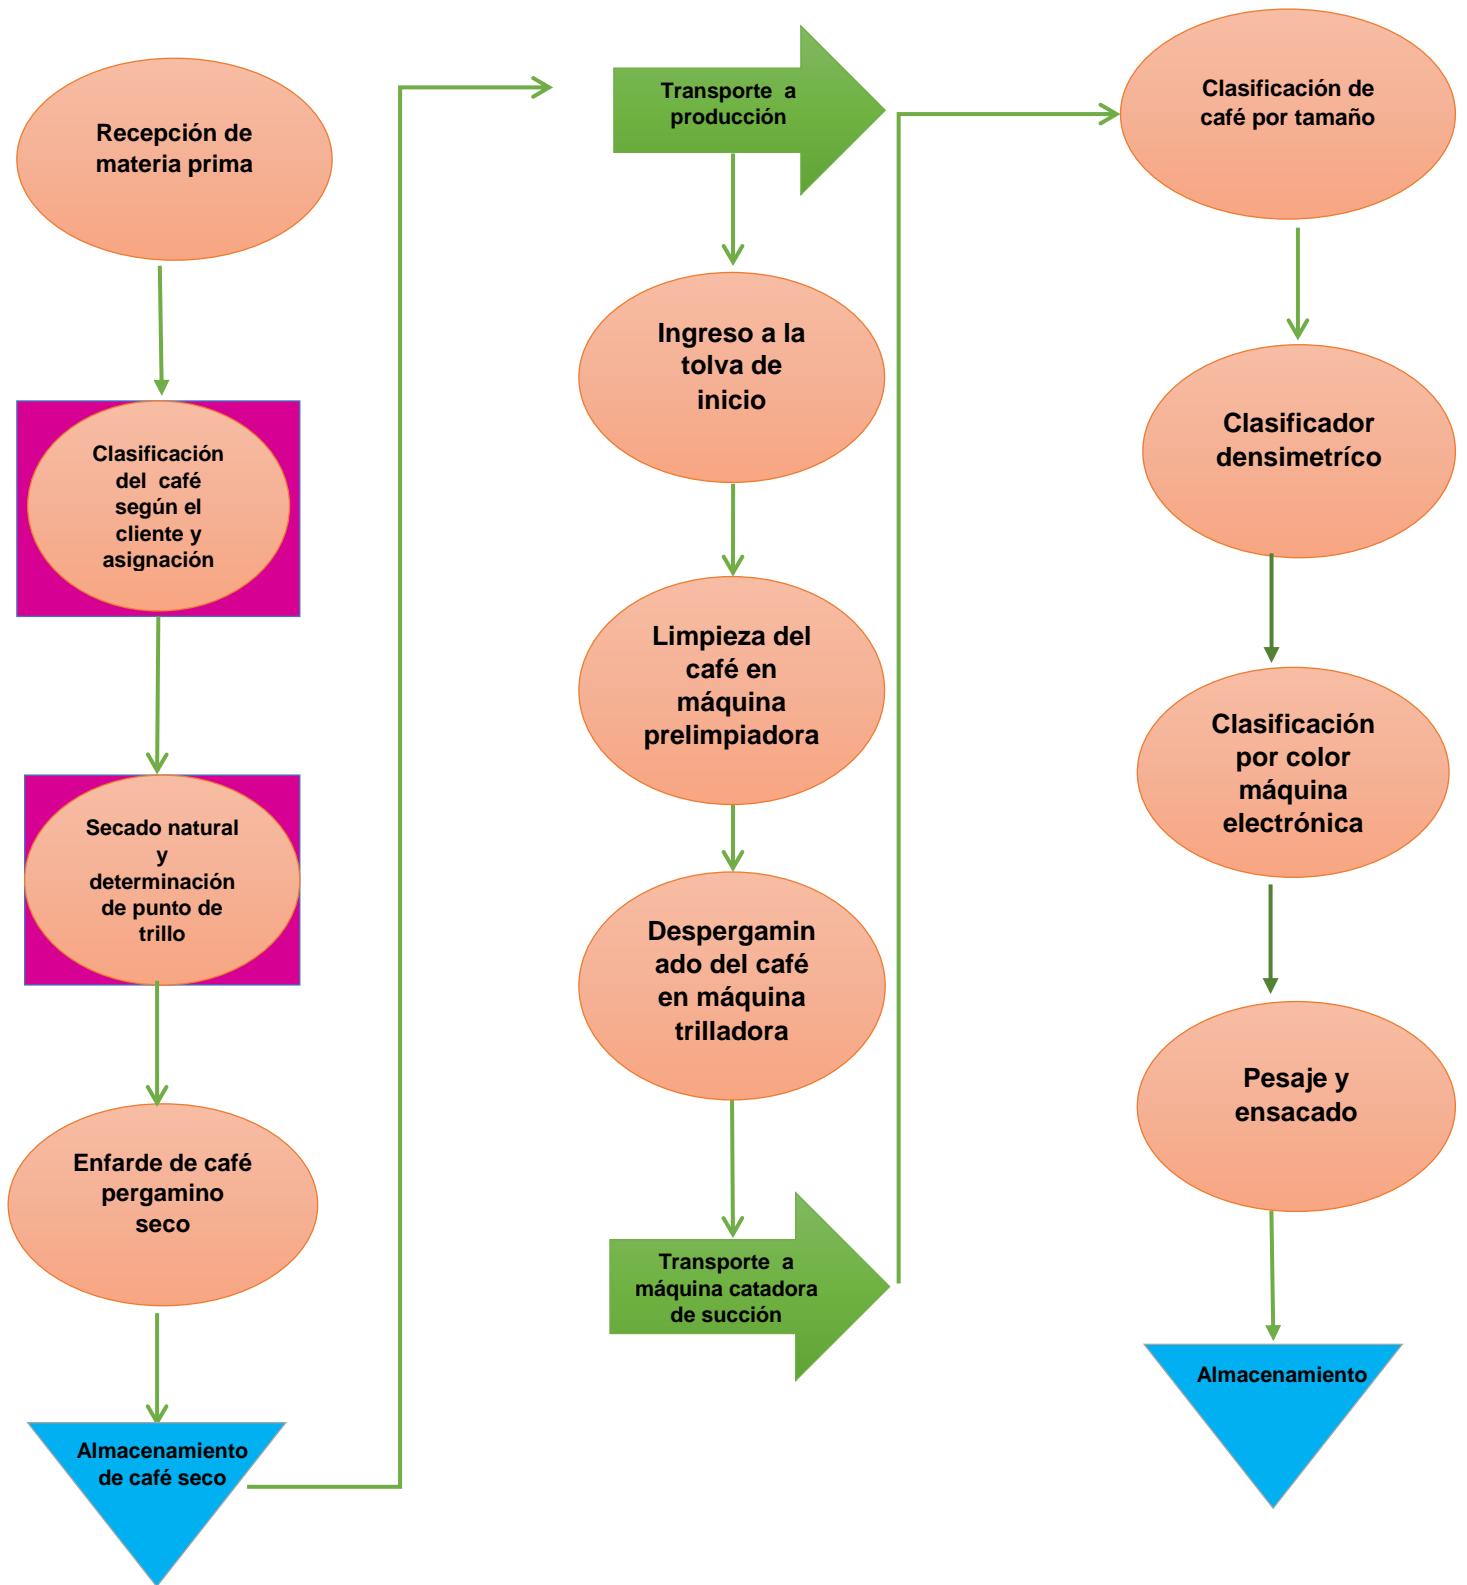 Recepción de
materia prima
Clasificación
del café
según el
cliente y
asignación
Secado natural
y
determinación
de punto de
trillo
Enfarde de café
pergamino
seco
Almacenamiento
de café seco
Transporte a
producción
Ingreso a la
tolva de
inicio
Limpieza del
café en
máquina
prelimpiadora
Despergamin
ado del café
en máquina
trilladora
Transporte a
máquina catadora
de succión
Clasificación de
café por tamaño
Clasificador
densimetríco
Clasificación
por color
máquina
electrónica
Pesaje y
ensacado
Almacenamiento